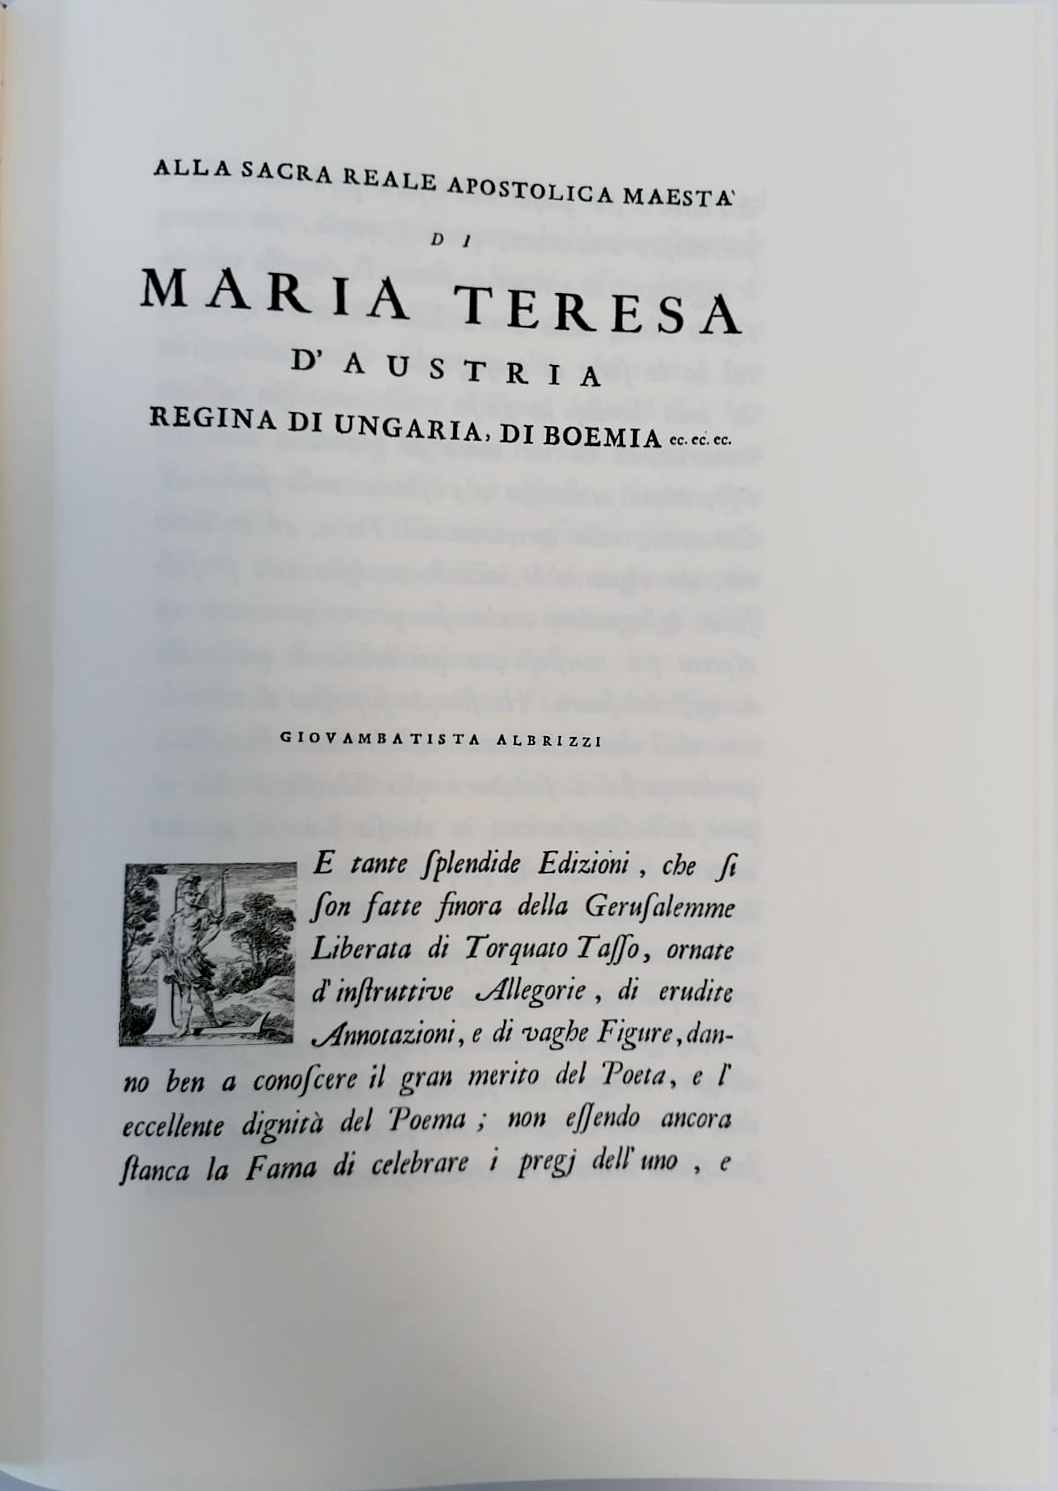 ALLA SACRA REALE APOSTOLICA MAESTA'
DI
MARIA TERESA
D' AUSTRIA
REGINA DI UNGARIA, DI BOEMIA ec. ec. ec.
GIOVAMBATISTA ALBRIZZI
LE tante ſplendide Edizioni, che ſi
ſon fatte finora della Geruſalemme
Liberata di Torquato Taſſo, ornate
d' inſtruttive Allegorie, di erudite
Annotazioni, e di vaghe Figure, dan-
no ben a conoſcere il gran merito del Poeta, e l'
eccellente dignità del Poema; non eſſendo ancora
ſtanca la Fama di celebrare i pregj dell' uno, e